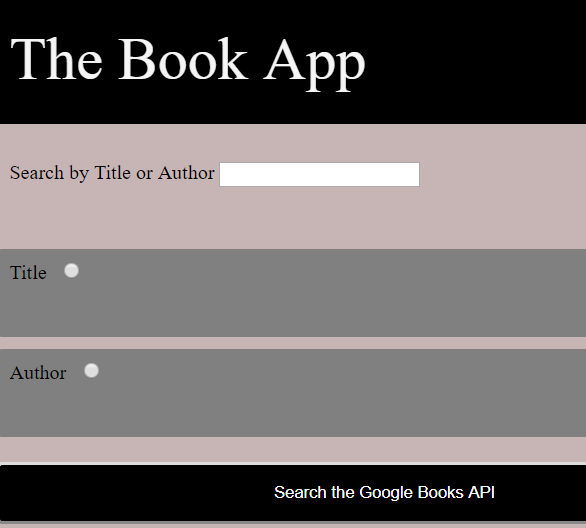 The Book App
Search by Title or Author
Title
Author
Search the Google Books API